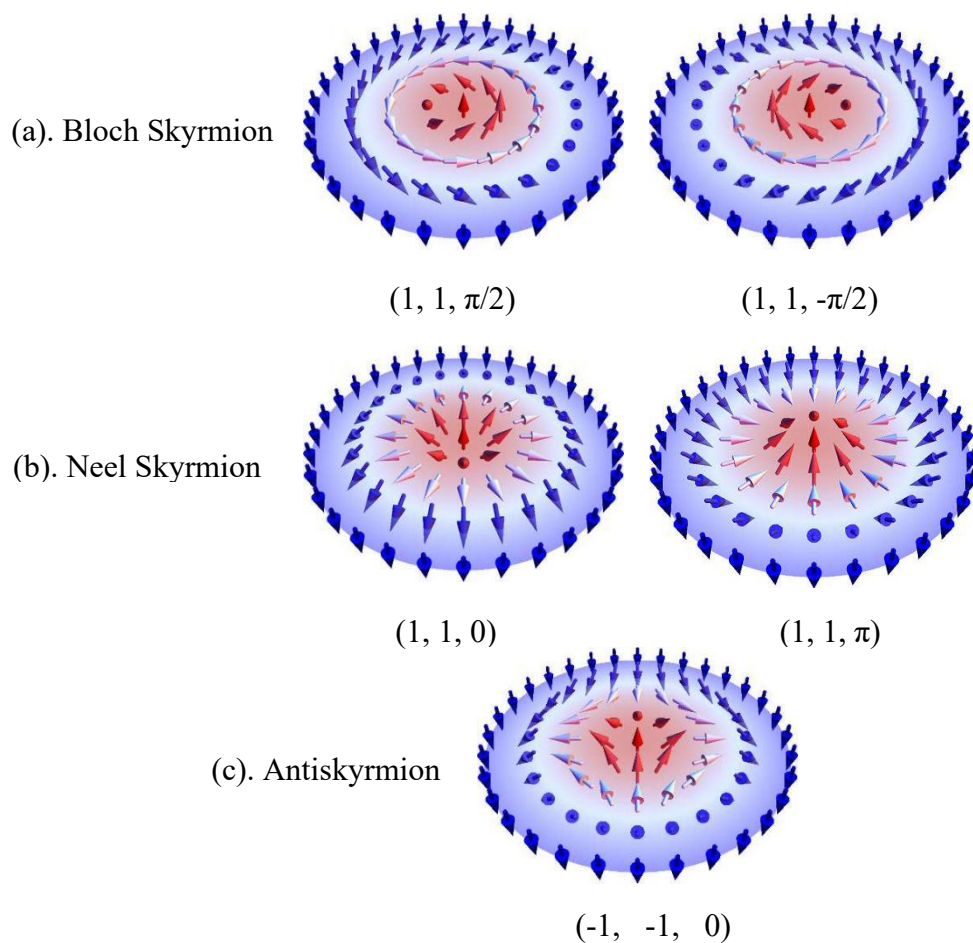 (a). Bloch Skyrmion
(1, 1, π/2) (1, 1, -π/2)
(b). Neel Skyrmion
(1, 1, 0) (1, 1, π)
(c). Antiskyrmion
(-1, -1, 0)